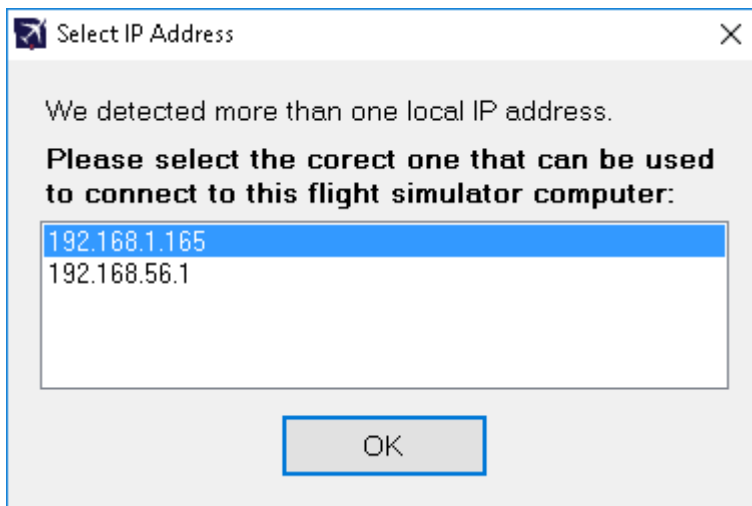 Select IP Address
We detected more than one local IP address.
Please select the corect one that can be used
to connect to this flight simulator computer:
192.168.1.165
192.168.56.1
OK